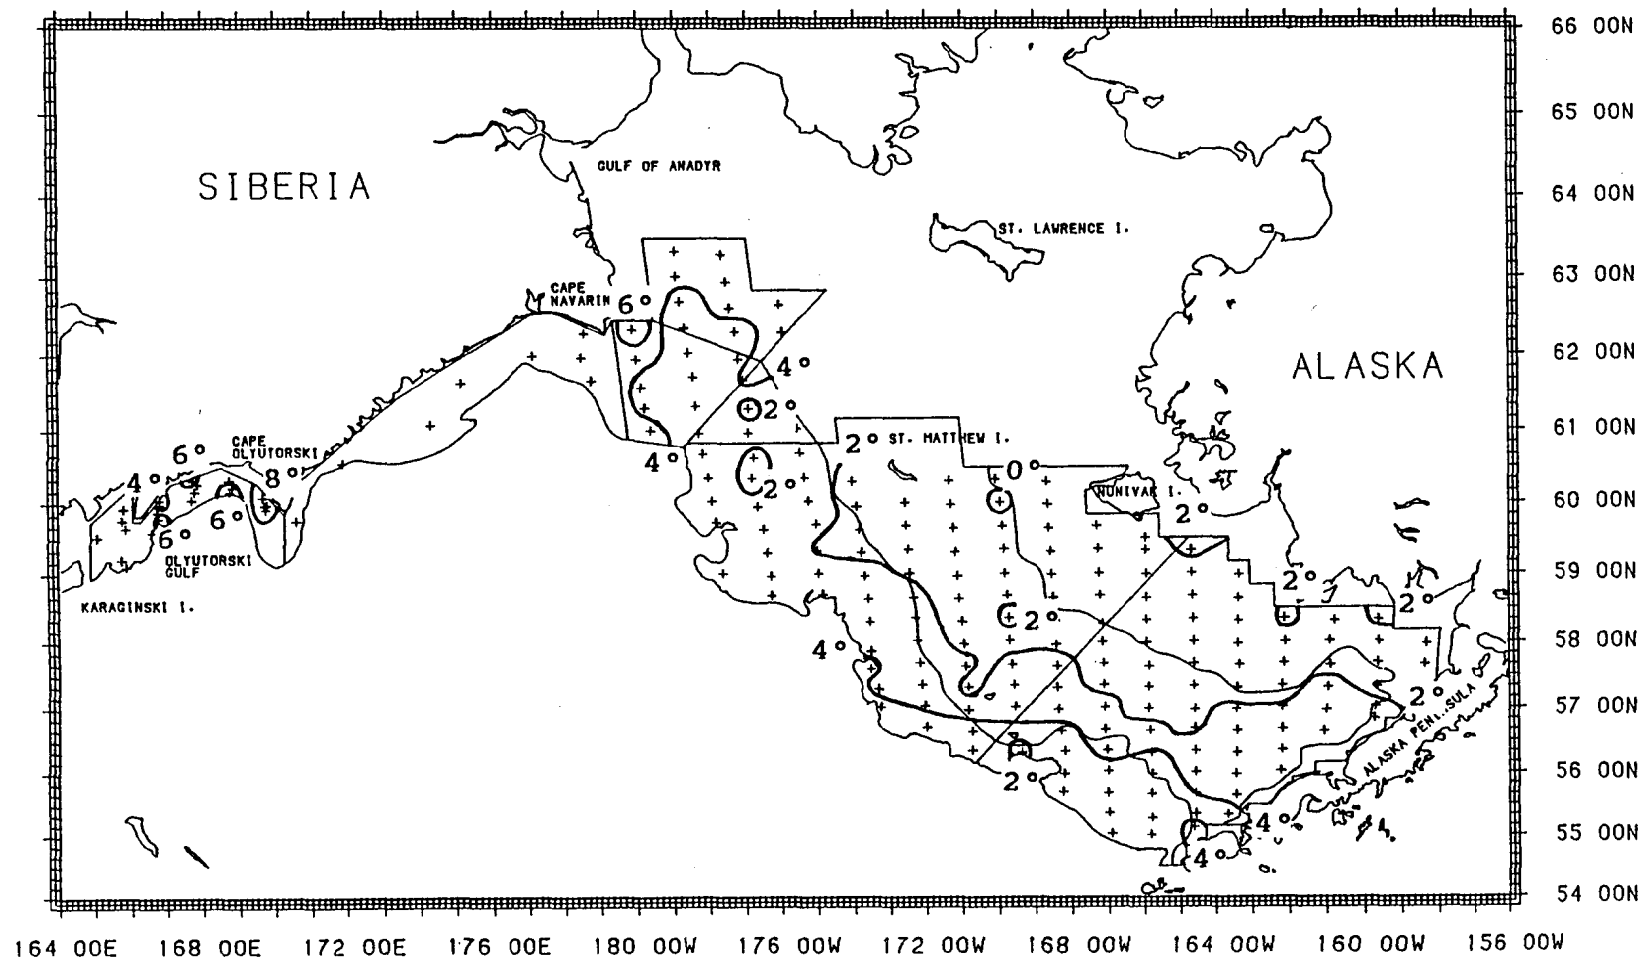 66 00N
65 00N
GULF OF ANADYR
SIBERIA
64 00N
ST. LAWRENCE I.
63 00N
CAPE
NAVARIN
6°
62 00N
4°
ALASKA
2°
61 00N
CAPE
OLYUTORSKI
2° ST. MATTHEW I.
6°
4°
0°
4°
8°
2°
NUNIVAK I.
60 00N
2°
6°
6°
OLYUTORSKI
GULF
59 00N
2°
2°
KARAGINSKI I.
2°
58 00N
4°
2°
57 00N
ALASKA PENINSULA
2°
56 00N
4°
55 00N
4°
54 00N
164 00E 168 00E 172 00E 176 00E 180 00W 176 00W 172 00W 168 00W 164 00W 160 00W 156 00W